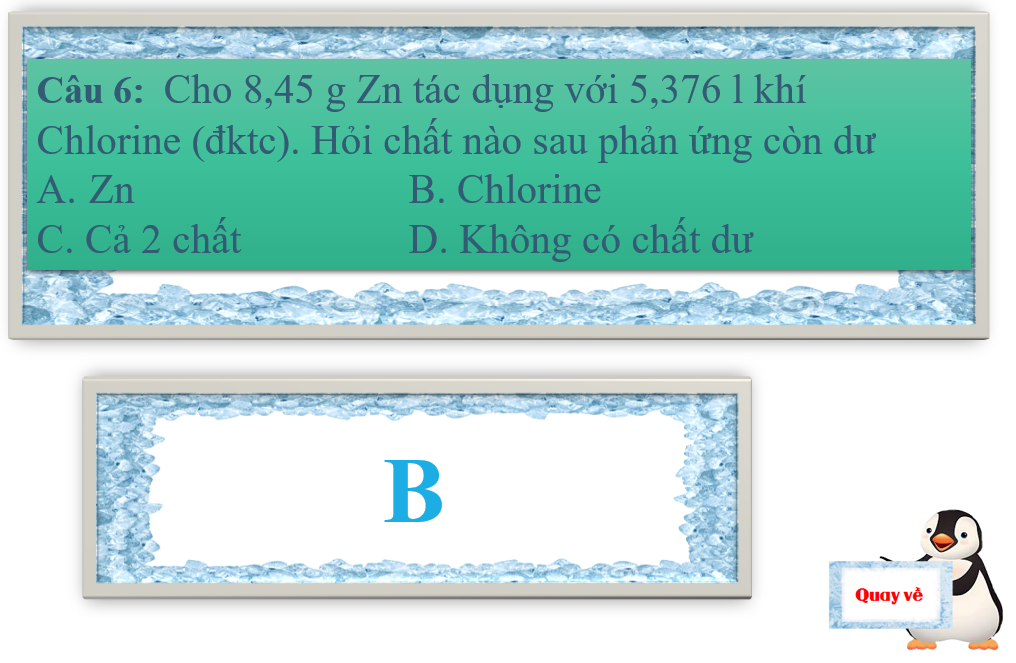 Câu 6: Cho 8,45 g Zn tác dụng với 5,376 l khí
Chlorine (đktc). Hỏi chất nào sau phản ứng còn dư
A. Zn B. Chlorine
C. Cả 2 chất D. Không có chất dư
B
Quay về